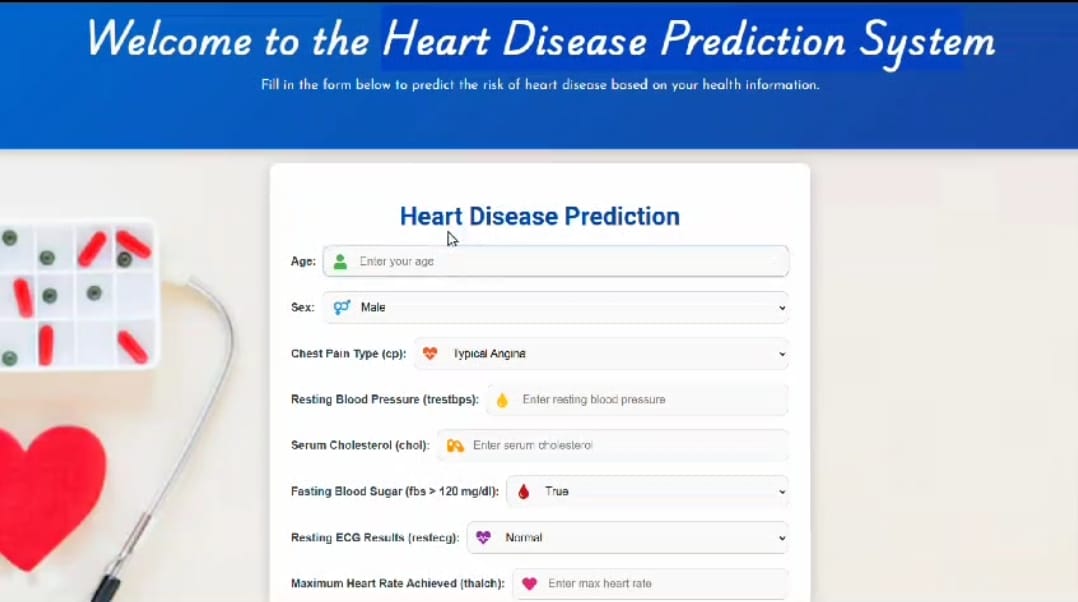 Welcome to the Heart Disease Prediction System
Fill in the form below to predict the risk of heart disease based on your health information.
Heart Disease Prediction
Age: Enter your age
Sex: Male
Chest Pain Type (cp): Typical Angina
Resting Blood Pressure (trestbps): Enter resting blood pressure
Serum Cholesterol (chol): Enter serum cholesterol
Fasting Blood Sugar (fbs > 120 mg/dl): True
Resting ECG Results (restecg): Normal
Maximum Heart Rate Achieved (thalch): Enter max heart rate